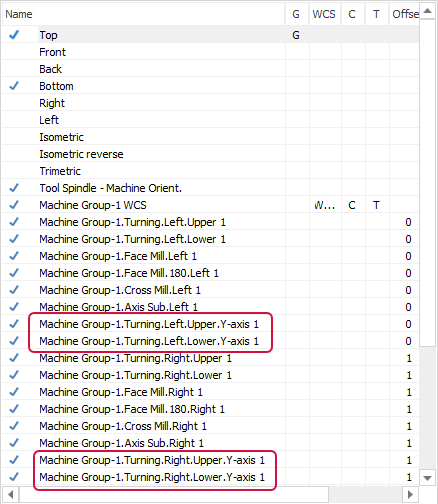 Name G WCS C T Offse
Top G
Front
Back
Bottom
Right
Left
Isometric
Isometric reverse
Trimetric
Tool Spindle - Machine Orient.
Machine Group-1 WCS W... C T
Machine Group-1.Turning.Left.Upper 1 0
Machine Group-1.Turning.Left.Lower 1 0
Machine Group-1.Face Mill.Left 1 0
Machine Group-1.Face Mill.180.Left 1 0
Machine Group-1.Cross Mill.Left 1 0
Machine Group-1.Axis Sub.Left 1 0
Machine Group-1.Turning.Left.Upper.Y-axis 1 0
Machine Group-1.Turning.Left.Lower.Y-axis 1 0
Machine Group-1.Turning.Right.Upper 1 1
Machine Group-1.Turning.Right.Lower 1 1
Machine Group-1.Face Mill.Right 1 1
Machine Group-1.Face Mill.180.Right 1 1
Machine Group-1.Cross Mill.Right 1 1
Machine Group-1.Axis Sub.Right 1 1
Machine Group-1.Turning.Right.Upper.Y-axis 1 1
Machine Group-1.Turning.Right.Lower.Y-axis 1 1